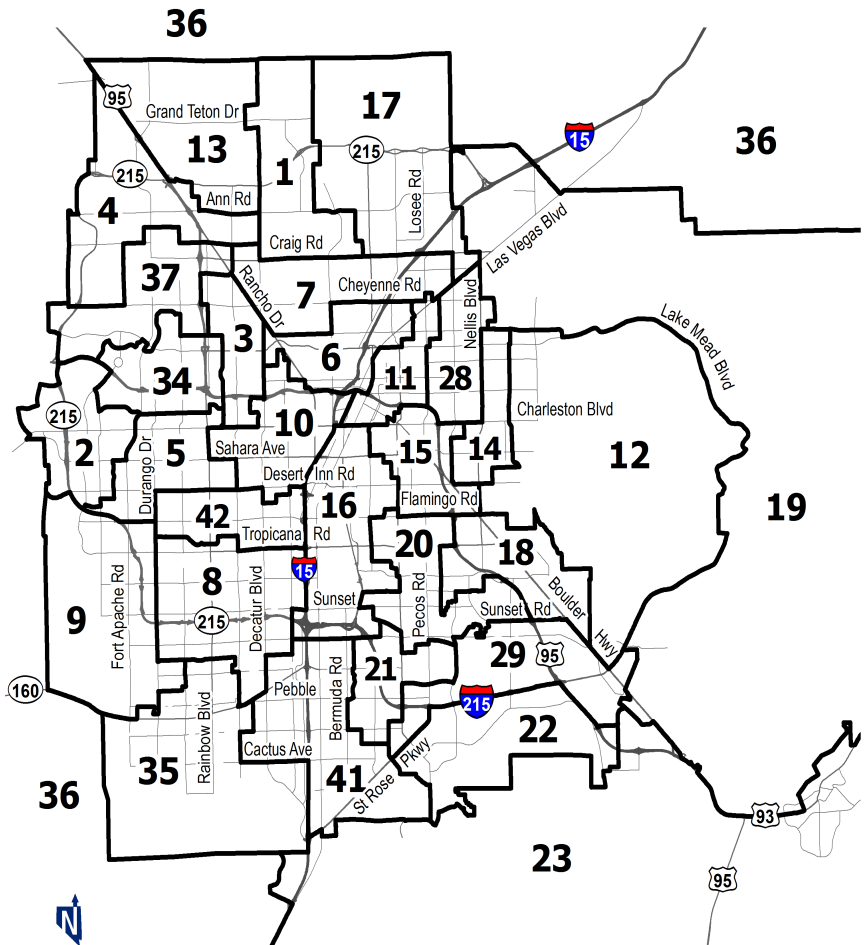 36
95
Grand Teton Dr
17
13
15
36
1
215
215
Ann Rd
Losee Rd
4
Craig Rd
Las Vegas Blvd
37
Rancho Dr
7
Cheyenne Rd
Nellis Blvd
3
6
Lake Mead Blvd
34
11
28
215
10
Charleston Blvd
2
Durango Dr
5
Sahara Ave
15
14
12
Desert Inn Rd
16
Flamingo Rd
19
42
Tropicana Rd
20
18
15
8
Sunset
Boulder Hwy
9
Fort Apache Rd
215
Decatur Blvd
Pecos Rd
Sunset Rd
29
95
21
160
Pebble
Bermuda Rd
215
Rainbow Blvd
22
Cactus Ave
35
36
41
St Rose Pkwy
93
23
95
N